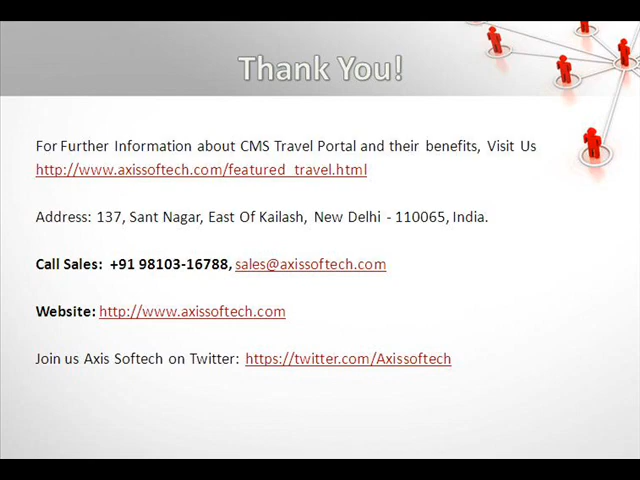 Thank You!
For Further Information about CMS Travel Portal and their benefits, Visit Us
http://www.axissoftech.com/featured_travel.html
Address: 137, Sant Nagar, East Of Kailash, New Delhi - 110065, India.
Call Sales: +91 98103-16788, sales@axissoftech.com
Website: http://www.axissoftech.com
Join us Axis Softech on Twitter: https://twitter.com/Axissoftech